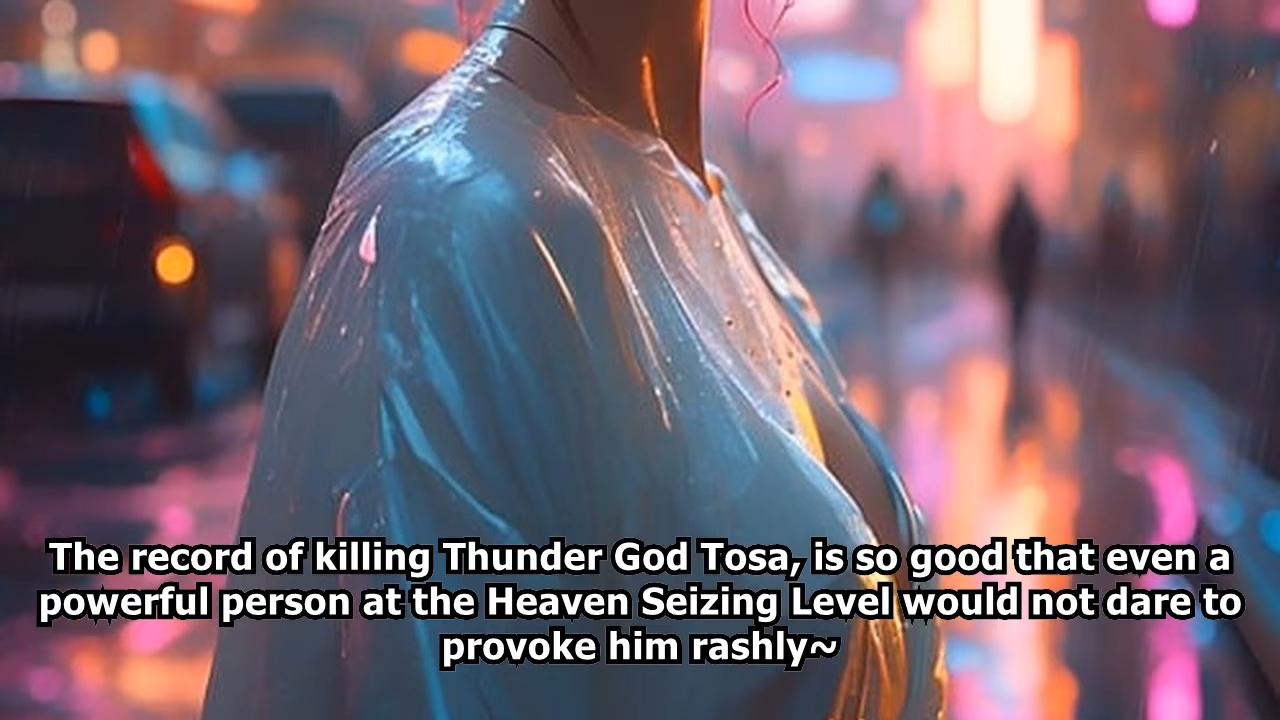 The record of killing Thunder God Tosa, is so good that even a
powerful person at the Heaven Seizing Level would not dare to
provoke him rashly~